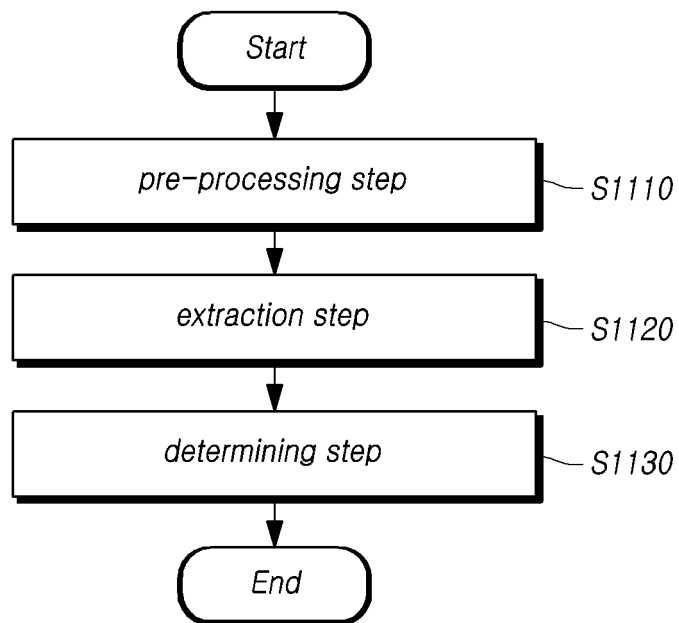 Start
pre-processing step
S1110
extraction step
S1120
determining step
S1130
End